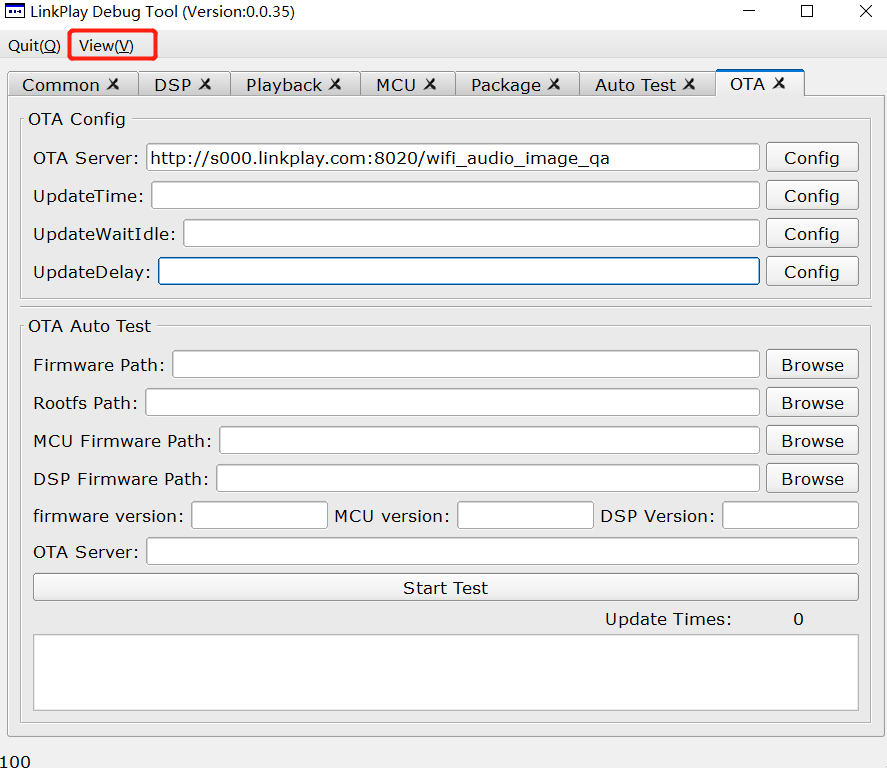 LinkPlay Debug Tool (Version:0.0.35)
Quit(Q) View(V)
Common DSP Playback MCU Package Auto Test OTA
OTA Config
OTA Server: http://s000.linkplay.com:8020/wifi_audio_image_qa Config
UpdateTime: Config
UpdateWaitIdle: Config
UpdateDelay: Config
OTA Auto Test
Firmware Path: Browse
Rootfs Path: Browse
MCU Firmware Path: Browse
DSP Firmware Path: Browse
firmware version: MCU version: DSP Version:
OTA Server:
Start Test
Update Times: 0
100